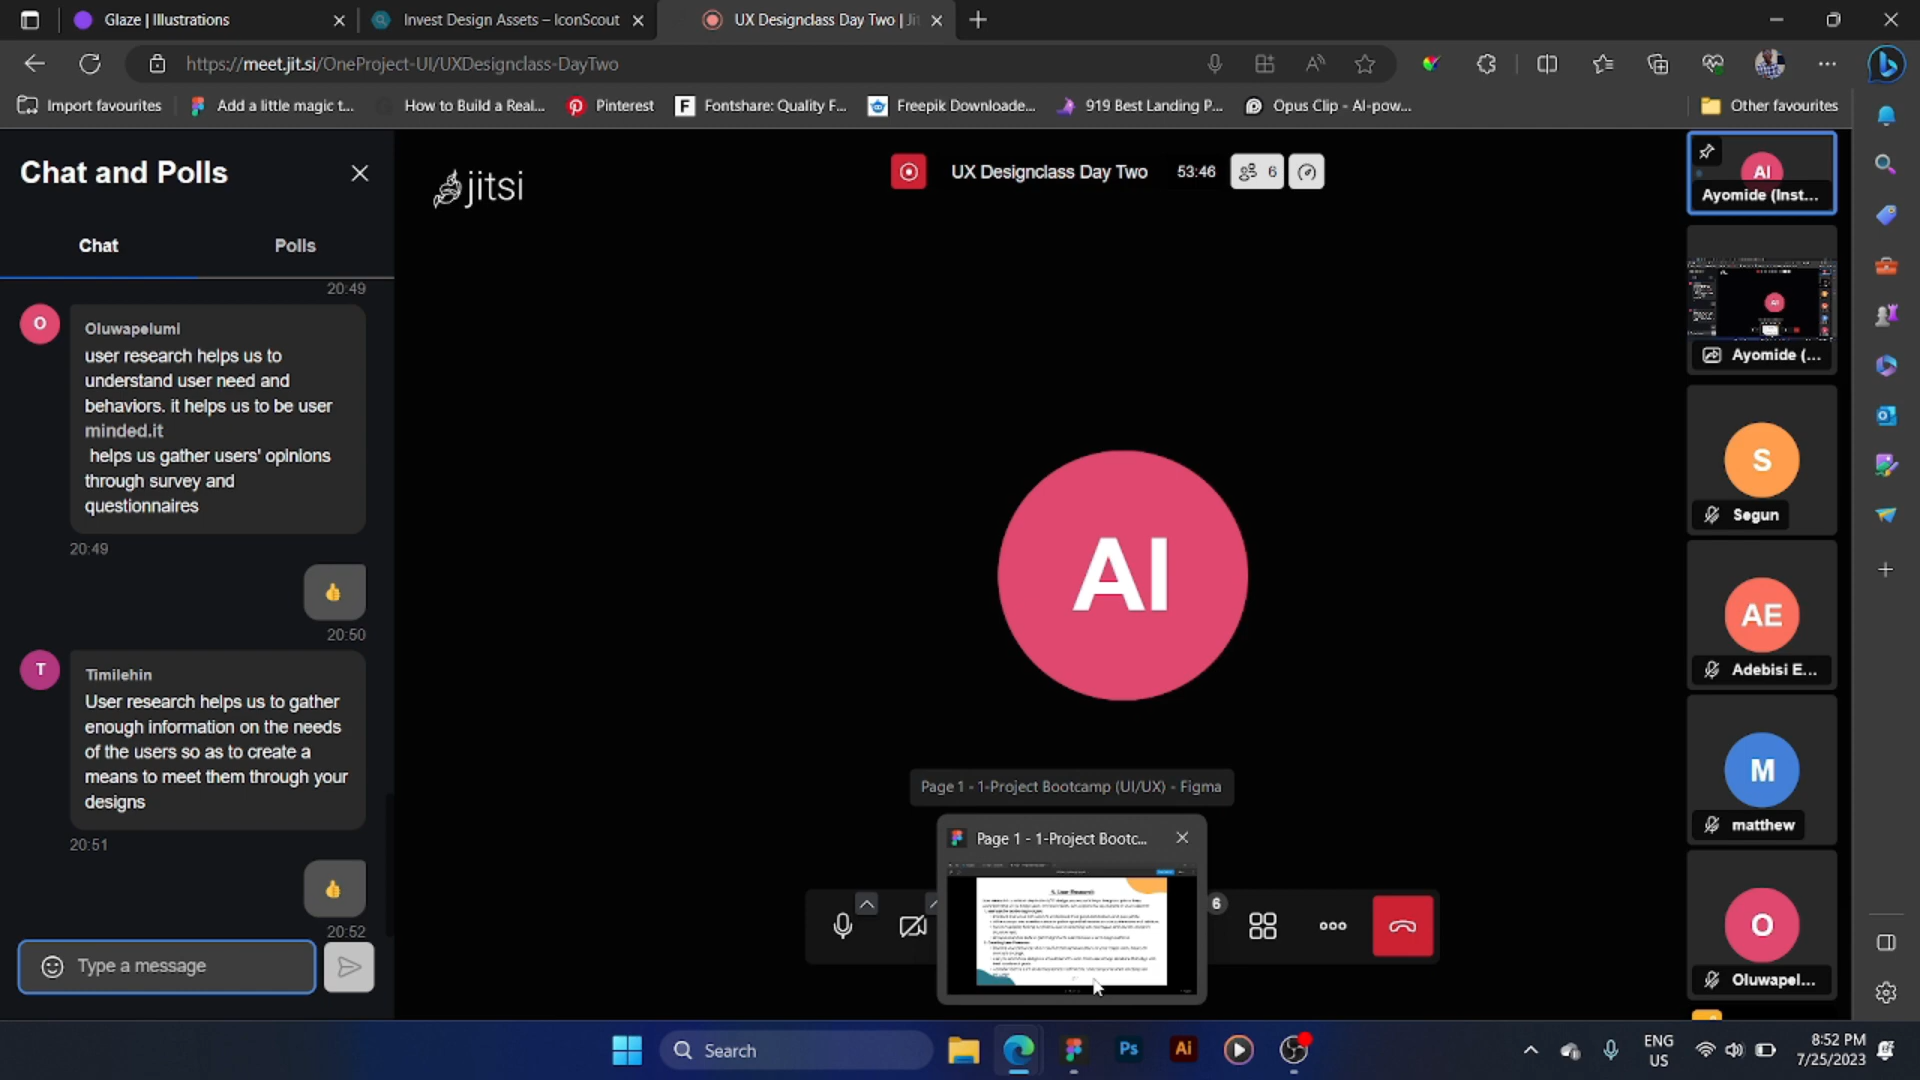 Glaze | Illustrations
Invest Design Assets – IconScout
UX Designclass Day Two | Jit
https://meet.jit.si/OneProject-UI/UXDesignclass-DayTwo
Import favourites
Add a little magic t...
How to Build a Real...
Pinterest
Fontshare: Quality F...
Freepik Downloade...
919 Best Landing P...
Opus Clip - AI-pow...
Other favourites
Chat and Polls
jitsi
UX Designclass Day Two
53:46
6
AI
Ayomide (Inst...
Chat
Polls
20:49
O
Oluwapelumi
user research helps us to
understand user need and
behaviors. it helps us to be user
minded.it
helps us gather users' opinions
through survey and
questionnaires
20:49
👍
20:50
T
Timilehin
User research helps us to gather
enough information on the needs
of the users so as to create a
means to meet them through your
designs
20:51
👍
20:52
Type a message
AI
Page 1 - 1-Project Bootcamp (UI/UX) - Figma
Page 1 - 1-Project Bootc...
6
Ayomide (...
S
Segun
AE
Adebisi E...
M
matthew
O
Oluwapel...
Search
Ps
Ai
ENG
US
8:52 PM
7/25/2023